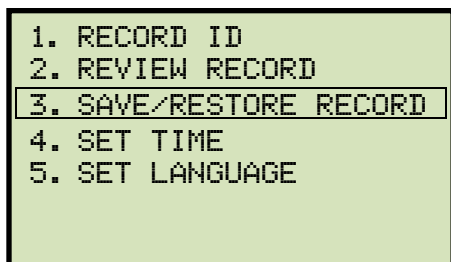 1. RECORD ID
2. REVIEW RECORD
3. SAVE/RESTORE RECORD
4. SET TIME
5. SET LANGUAGE